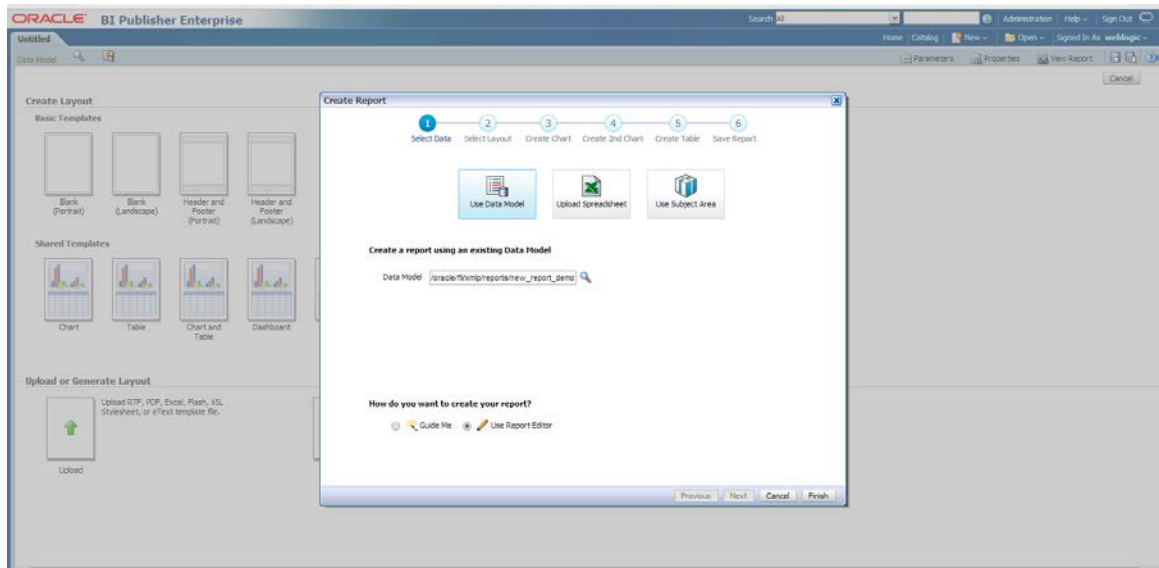 ORACLE BI Publisher Enterprise
Search All
Administration Help Sign Out
Untitled
Home Catalog New Open Signed In As weblogic
Data Model
Parameters Properties View Report
Cancel
Create Layout
Basic Templates
Blank (Portrait)
Blank (Landscape)
Header and Footer (Portrait)
Header and Footer (Landscape)
Shared Templates
Chart
Table
Chart and Table
Dashboard
Upload or Generate Layout
Upload RTF, PDF, Excel, Flash, XSL
Stylesheet, or eText template file.
Upload
Create Report
1 2 3 4 5 6
Select Data Select Layout Create Chart Create 2nd Chart Create Table Save Report
Use Data Model Upload Spreadsheet Use Subject Area
Create a report using an existing Data Model
Data Model /oracle/fil/xmlp/reports/new_report_demo
How do you want to create your report?
Guide Me Use Report Editor
Previous Next Cancel Finish